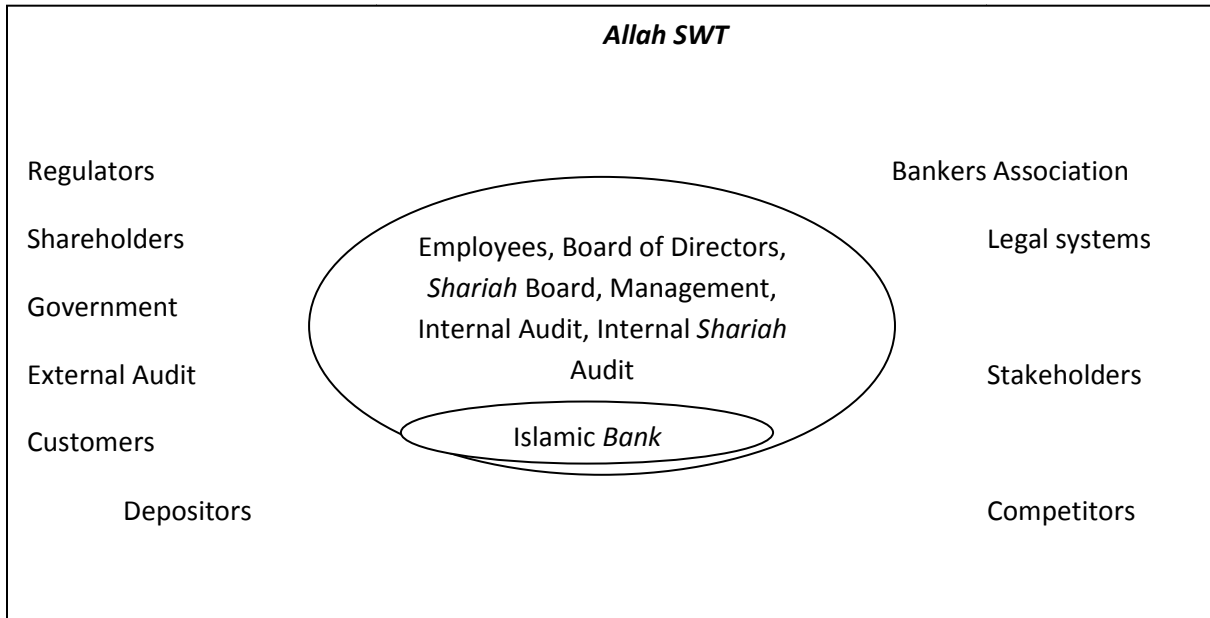 Allah SWT
Regulators
Bankers Association
Shareholders
Legal systems
Employees, Board of Directors,
Shariah Board, Management,
Internal Audit, Internal Shariah
Audit
Government
External Audit
Stakeholders
Customers
Islamic Bank
Depositors
Competitors